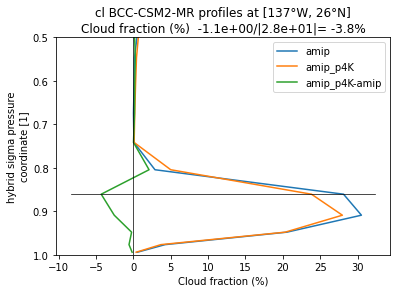 cl BCC-CSM2-MR profiles at [137°W, 26°N]
Cloud fraction (%)  -1.1e+00/|2.8e+01|= -3.8%
amip
amip_p4K
amip_p4K-amip
0.5
0.6
0.7
0.8
0.9
1.0
hybrid sigma pressure
coordinate [1]
−10
−5
0
5
10
15
20
25
30
Cloud fraction (%)